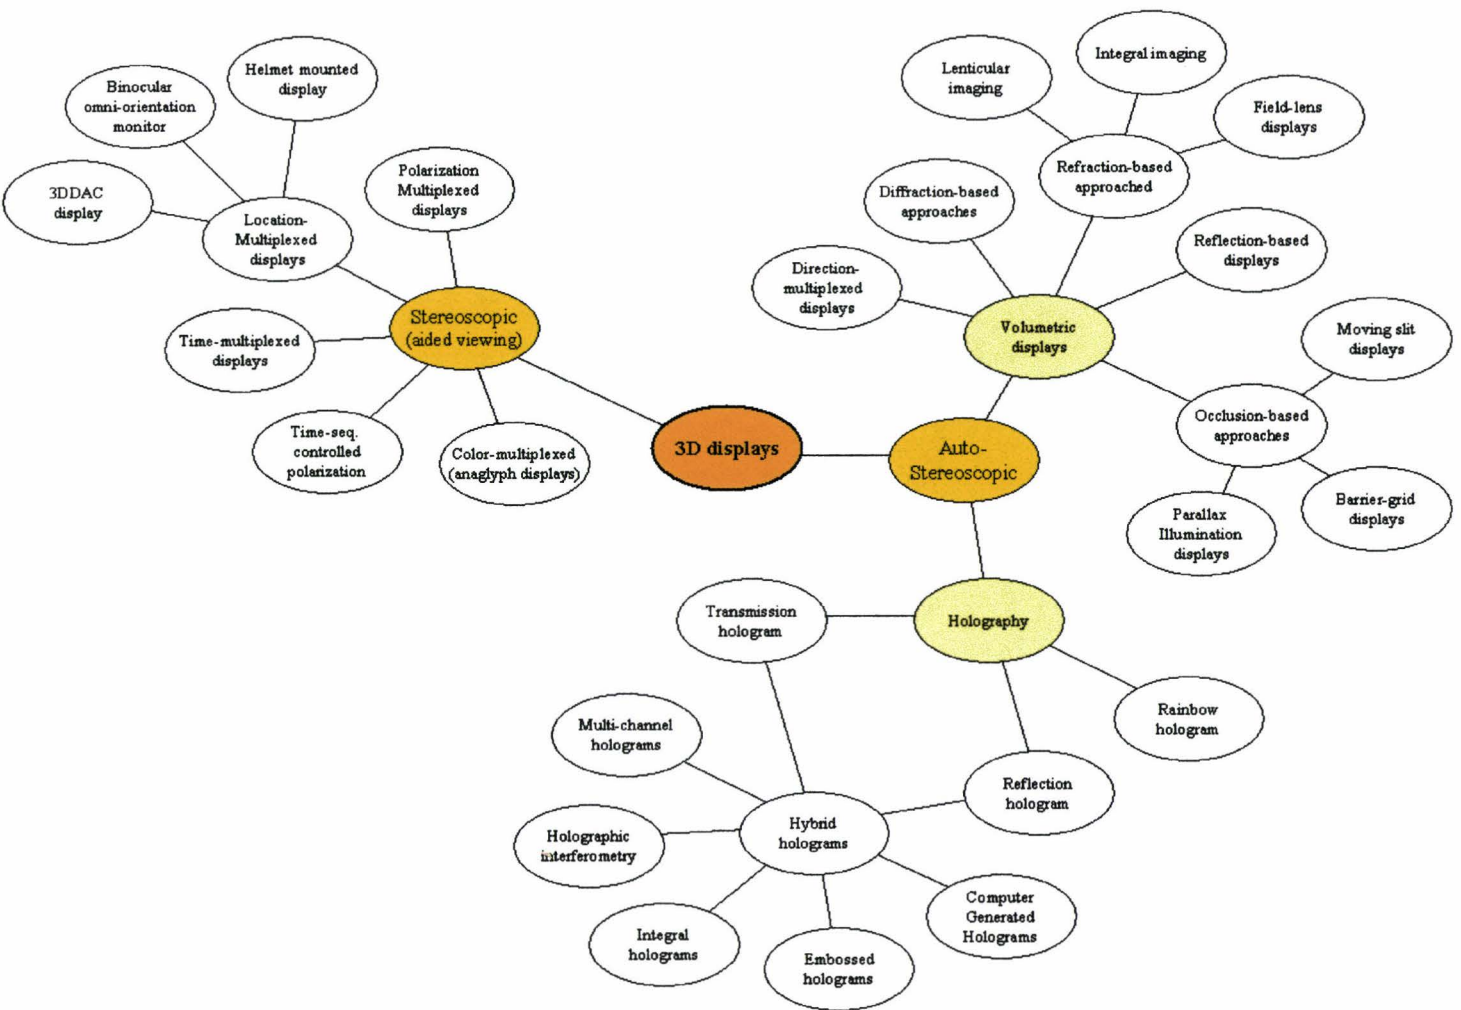 Helmet mounted
display
Binocular
omni-orientation
monitor
3DDAC
display
Location-
Multiplexed
displays
Polarization
Multiplexed
displays
Stereoscopic
(aided viewing)
Time-multiplexed
displays
Time-seq.
controlled
polarization
Color-multiplexed
(anaglyph displays)
3D displays
Auto-
Stereoscopic
Lenticular
imaging
Integral imaging
Field-lens
displays
Refraction-based
approached
Diffraction-based
approaches
Direction-
multiplexed
displays
Reflection-based
displays
Volumetric
displays
Moving slit
displays
Occlusion-based
approaches
Barrier-grid
displays
Parallax
Illumination
displays
Holography
Transmission
hologram
Rainbow
hologram
Reflection
hologram
Multi-channel
holograms
Hybrid
holograms
Holographic
interferometry
Integral
holograms
Embossed
holograms
Computer
Generated
Holograms